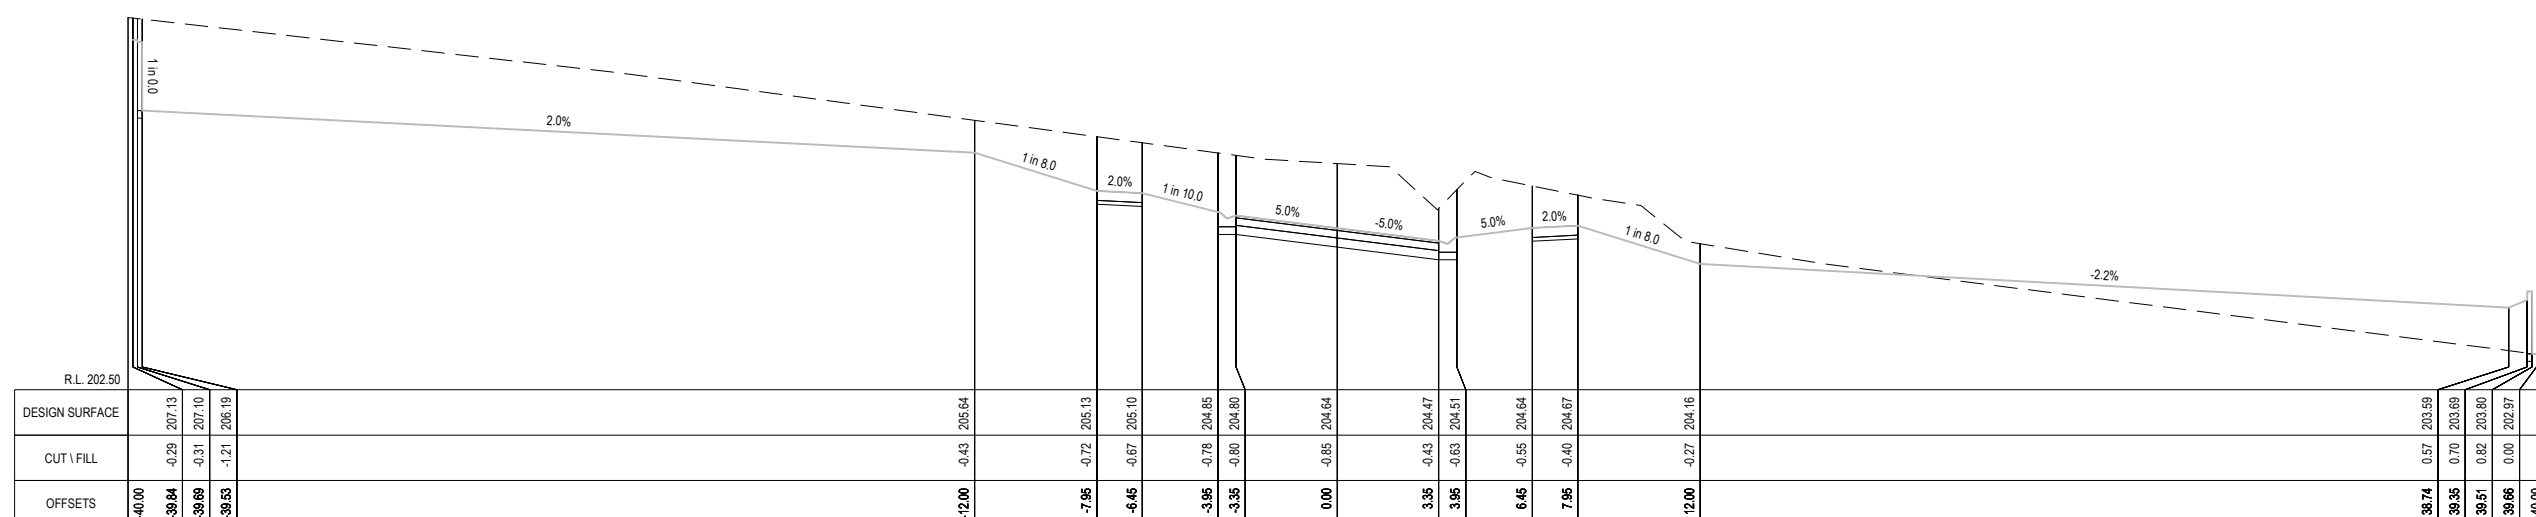 1 in 0.0
2.0%
1 in 8.0
2.0%
1 in 10.0
5.0%
-5.0%
5.0%
2.0%
1 in 8.0
-2.2%
R.L. 202.50
DESIGN SURFACE 207.13 207.10 206.19 205.64 205.13 205.10 204.85 204.80 204.64 204.47 204.51 204.64 204.67 204.16 203.59 203.69 203.80 202.97
CUT \ FILL -0.29 -0.31 -1.21 -0.43 -0.72 -0.67 -0.78 -0.80 -0.85 -0.43 -0.63 -0.55 -0.40 -0.27 0.57 0.70 0.82 0.00
OFFSETS -40.00 -39.84 -39.69 -39.53 -12.00 -7.95 -6.45 -3.95 -3.35 0.00 3.35 3.95 6.45 7.95 12.00 38.74 39.35 39.51 39.66